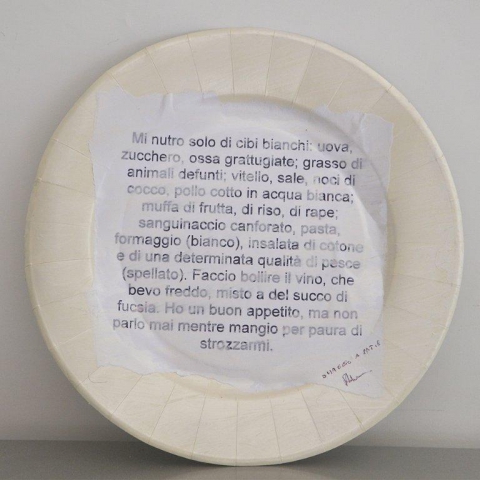 Mi nutro solo di cibi bianchi: uova,
zucchero, ossa grattugiate; grasso di
animali defunti; vitello, sale, noci di
cocco, pollo cotto in acqua bianca;
muffa di frutta, di riso, di rape;
sanguinaccio canforato, pasta,
formaggio (bianco), insalata di cotone
e di una determinata qualità di pesce
(spellato). Faccio bollire il vino, che
bevo freddo, misto a del succo di
fucsia. Ho un buon appetito, ma non
parlo mai mentre mangio per paura di
strozzarmi.